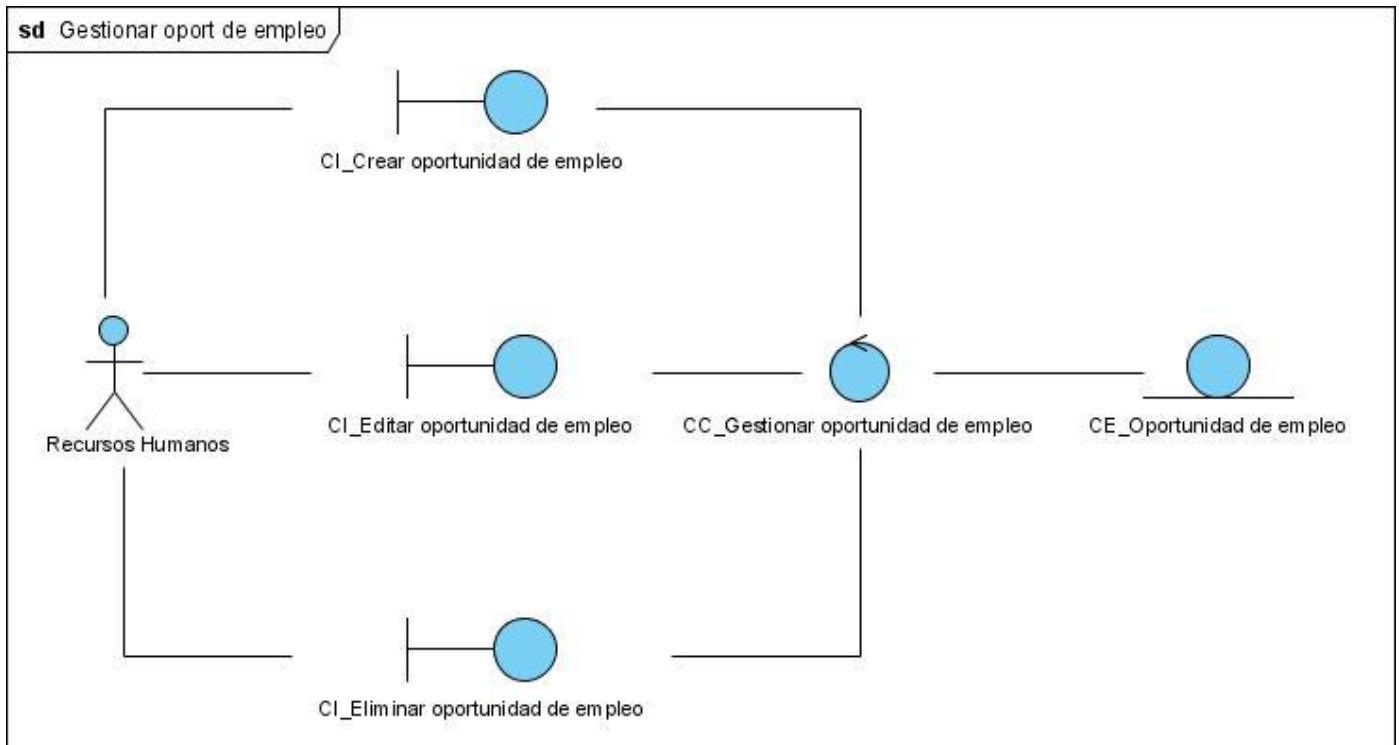 sd Gestionar oport de empleo
CI_Crear oportunidad de empleo
Recursos Humanos
CI_Editar oportunidad de empleo
CC_Gestionar oportunidad de empleo
CE_Oportunidad de empleo
CI_Eliminar oportunidad de empleo